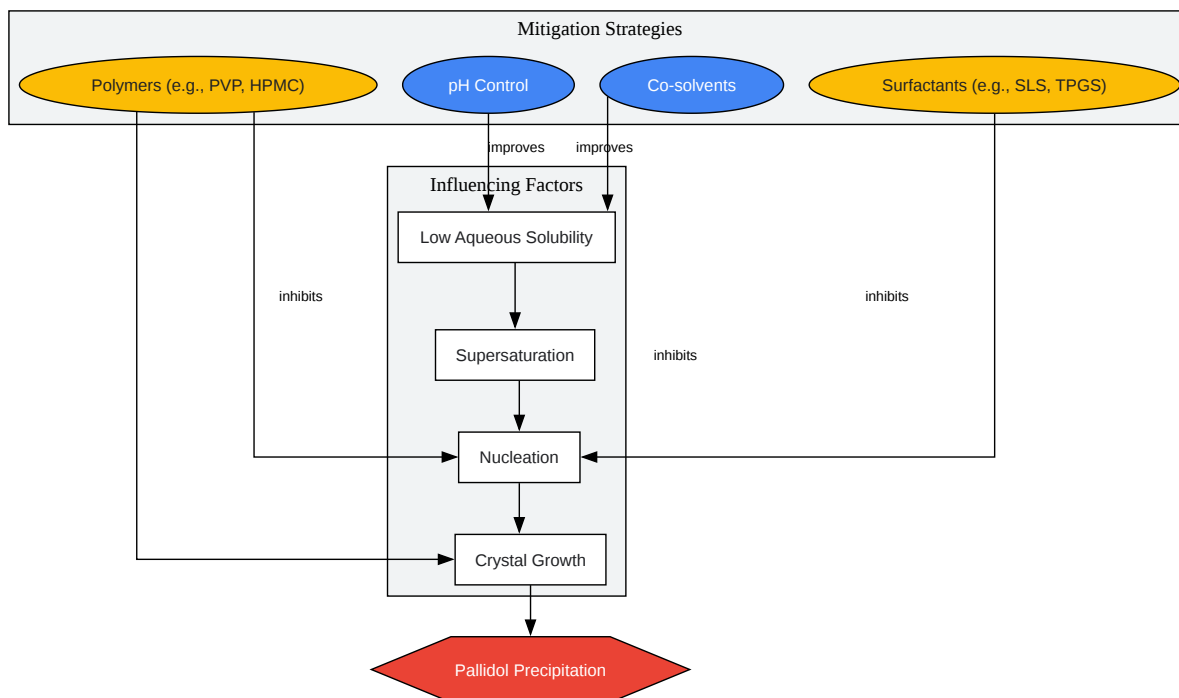 Mitigation Strategies
Polymers (e.g., PVP, HPMC)
pH Control
Co-solvents
Surfactants (e.g., SLS, TPGS)
improves
improves
Influencing Factors
Low Aqueous Solubility
inhibits
inhibits
Supersaturation
inhibits
Nucleation
Crystal Growth
Pallidol Precipitation